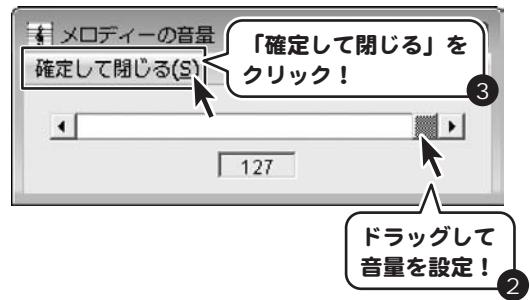 メロディーの音量
確定して閉じる(S)
「確定して閉じる」を
クリック！
3
127
ドラッグして
音量を設定！
2